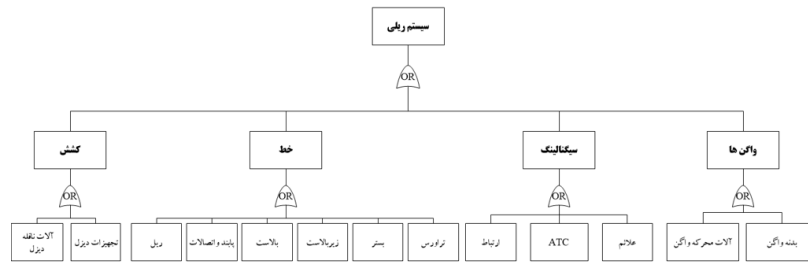 سیستم ریلی
OR
واگن ها
سیگنالینگ
خط
کشش
OR
OR
OR
OR
بدنه واگن
آلات محرکه واگن
علائم
ATC
ارتباط
تراورس
بستر
زیربالاست
بالاست
پابند و اتصالات
ریل
تجهیزات دیزل
آلات ناقله
دیزل